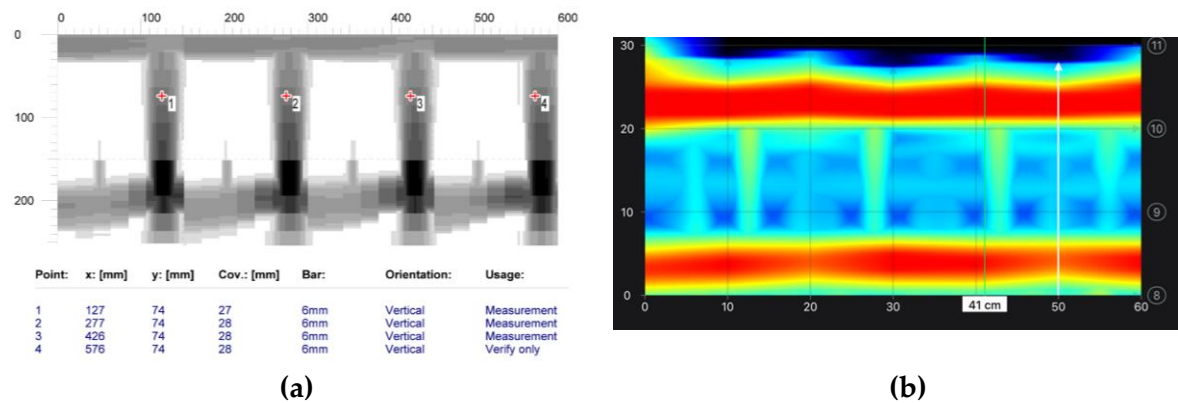 0 100 200 300 400 500 600
0
100
200
1
2
3
4
Point: x: [mm] y: [mm] Cov.: [mm] Bar: Orientation: Usage:
1 127 74 27 6mm Vertical Measurement
2 277 74 28 6mm Vertical Measurement
3 426 74 28 6mm Vertical Measurement
4 576 74 28 6mm Vertical Verify only
(a)
30 11
20 10
10 9
0 8
0 10 20 30 41 cm 50 60
(b)